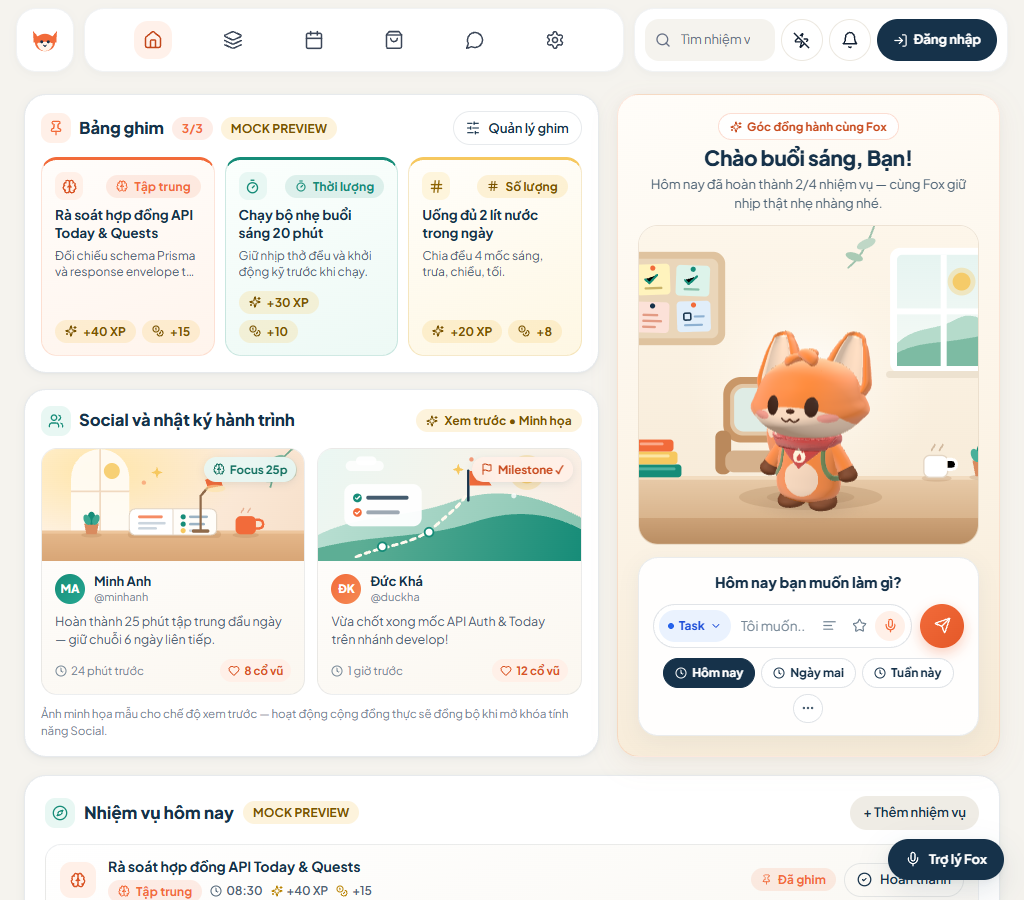 Tìm nhiệm v
Đăng nhập
Bảng ghim
3/3
MOCK PREVIEW
Quản lý ghim
Tập trung
Rà soát hợp đồng API
Today & Quests
Đối chiếu schema Prisma
và response envelope t...
+40 XP
+15
Thời lượng
Chạy bộ nhẹ buổi
sáng 20 phút
Giữ nhịp thở đều và khởi
động kỹ trước khi chạy.
+30 XP
+10
Số lượng
Uống đủ 2 lít nước
trong ngày
Chia đều 4 mốc sáng,
trưa, chiều, tối.
+20 XP
+8
Góc đồng hành cùng Fox
Chào buổi sáng, Bạn!
Hôm nay đã hoàn thành 2/4 nhiệm vụ — cùng Fox giữ
nhịp thật nhẹ nhàng nhé.
Social và nhật ký hành trình
Xem trước • Minh họa
Focus 25p
MA
Minh Anh
@minhanh
Hoàn thành 25 phút tập trung đầu ngày
— giữ chuỗi 6 ngày liên tiếp.
24 phút trước
8 cổ vũ
Milestone ✓
ĐK
Đức Khá
@duckha
Vừa chốt xong mốc API Auth & Today
trên nhánh develop!
1 giờ trước
12 cổ vũ
Ảnh minh họa mẫu cho chế độ xem trước — hoạt động cộng đồng thực sẽ đồng bộ khi mở khóa tính
năng Social.
Hôm nay bạn muốn làm gì?
Task
Tôi muốn..
Hôm nay
Ngày mai
Tuần này
Nhiệm vụ hôm nay
MOCK PREVIEW
+ Thêm nhiệm vụ
Rà soát hợp đồng API Today & Quests
Tập trung
08:30
+40 XP
+15
Đã ghim
Hoàn thành
Trợ lý Fox